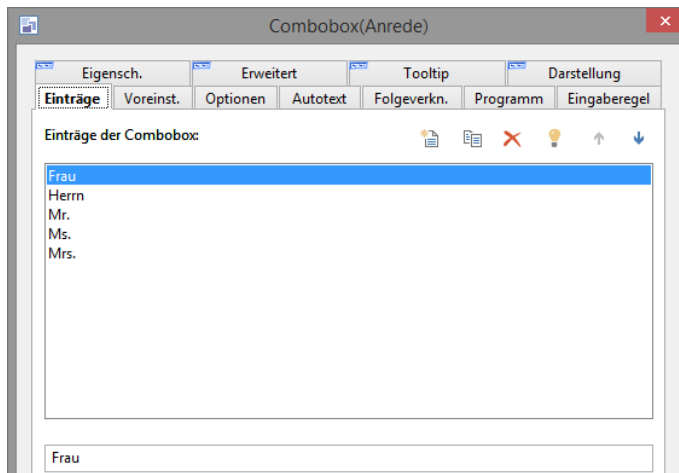 Combobox(Anrede)
Eigensch. Erweitert Tooltip Darstellung
Einträge Voreinst. Optionen Autotext Folgeverkn. Programm Eingaberegel
Einträge der Combobox:
Frau
Herrn
Mr.
Ms.
Mrs.
Frau